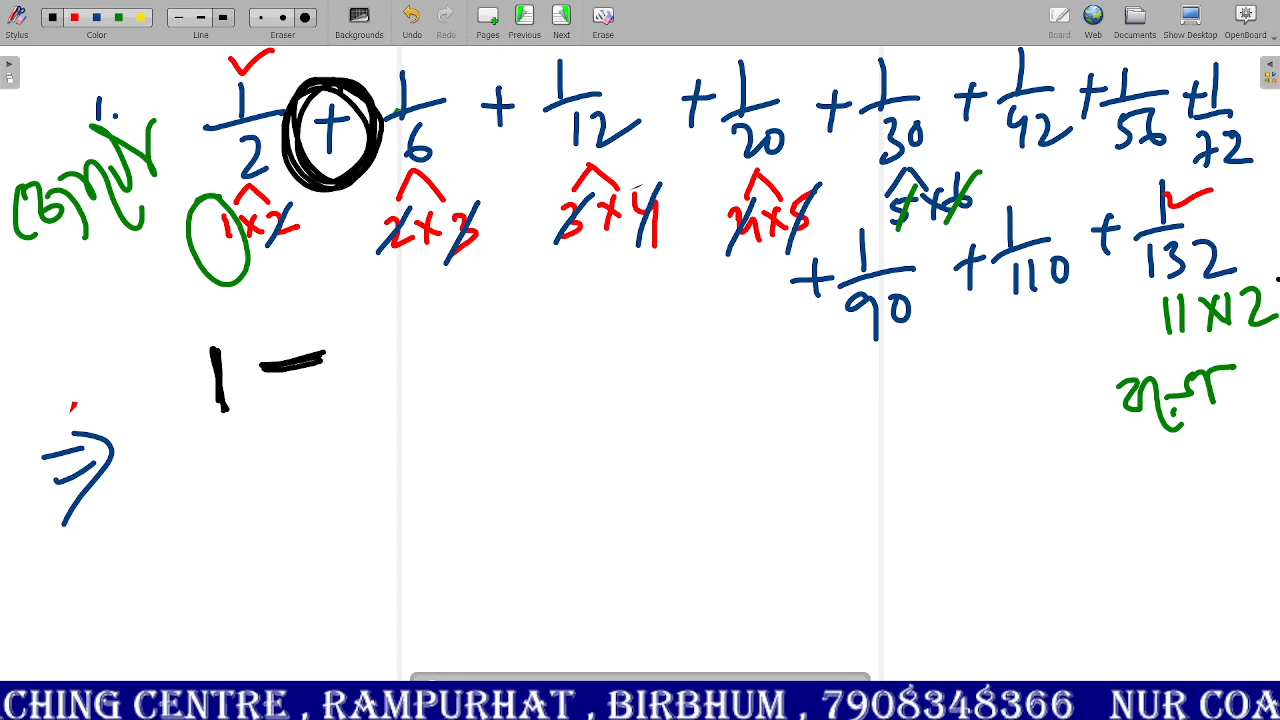 Stylus Color Line Eraser Backgrounds Undo Redo Pages Previous Next Erase Board Web Documents Show Desktop OpenBoard
1.
1/2 + 1/6 + 1/12 + 1/20 + 1/30 + 1/42 + 1/56 + 1/72
1×2 2×3 3×4 4×5 5×6
+ 1/90 + 1/110 + 1/132
11×12
1 −
⇒
CHING CENTRE , RAMPURHAT , BIRBHUM , 7908348366 NUR COA